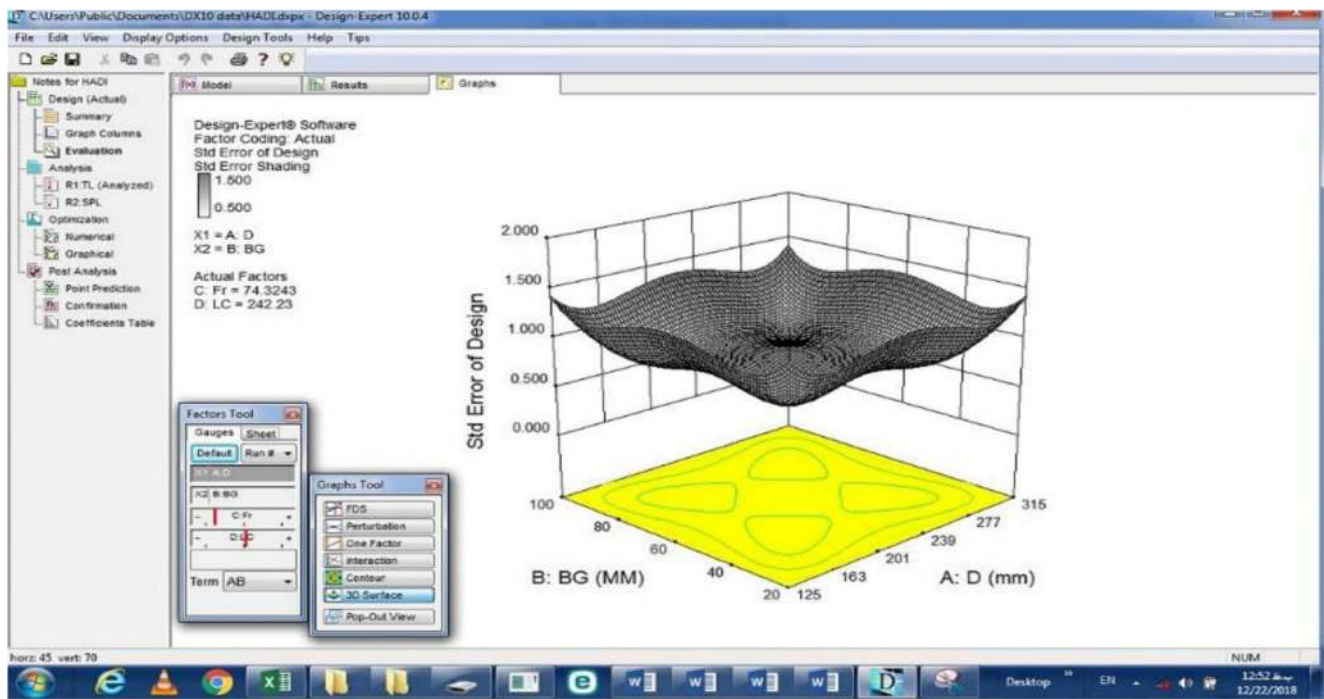 C:\Users\Public\Documents\DX10 data\HADI.dxpx - Design-Expert 10.0.4
File Edit View Display Options Design Tools Help Tips
Notes for HADI
Design (Actual)
Summary
Graph Columns
Evaluation
Analysis
R1:TL (Analyzed)
R2:SPL
Optimization
Numerical
Graphical
Post Analysis
Point Prediction
Confirmation
Coefficients Table
f(x) Model
Results
Graphs
Design-Expert® Software
Factor Coding: Actual
Std Error of Design
Std Error Shading
1.500
0.500
X1 = A: D
X2 = B: BG
Actual Factors
C: Fr = 74.3243
D: LC = 242.23
2.000
1.500
1.000
0.500
0.000
Std Error of Design
100
80
60
40
20
B: BG (MM)
125
163
201
239
277
315
A: D (mm)
Factors Tool
Gauges Sheet
Default Run #
X1 A:D
X2 B:BG
- C:Fr +
- D:LC +
Term AB
Graphs Tool
FDS
Perturbation
One Factor
Interaction
Contour
3D Surface
Pop-Out View
horz: 45 vert: 70
NUM
Desktop
EN
12:52
12/22/2018